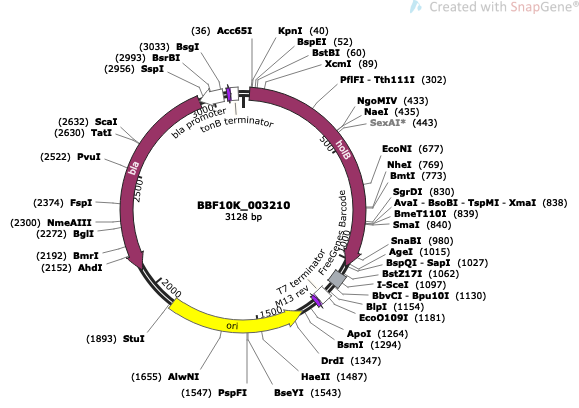 Created with SnapGene®
(36) Acc65I
KpnI (40)
(3033) BsgI
BspEI (52)
(2993) BsrBI
BstBI (60)
(2956) SspI
XcmI (89)
PflFI - Tth111I (302)
3000
bla promoter
tonB terminator
NgoMIV (433)
NaeI (435)
SexAI* (443)
(2632) ScaI
(2630) TatI
500
holB
EcoNI (677)
(2522) PvuI
bla
NheI (769)
BmtI (773)
2500
SgrDI (830)
(2374) FspI
BBF10K_003210
AvaI - BsoBI - TspMI - XmaI (838)
3128 bp
BmeT110I (839)
(2300) NmeAIII
SmaI (840)
(2272) BglI
FreeGenes Barcode
1000
SnaBI (980)
(2192) BmrI
AgeI (1015)
(2152) AhdI
BspQI - SapI (1027)
BstZ17I (1062)
T7 terminator
I-SceI (1097)
2000
M13 rev
BbvCI - Bpu10I (1130)
BlpI (1154)
1500
EcoO109I (1181)
ori
(1893) StuI
ApoI (1264)
BsmI (1294)
DrdI (1347)
(1655) AlwNI
HaeII (1487)
(1547) PspFI
BseYI (1543)